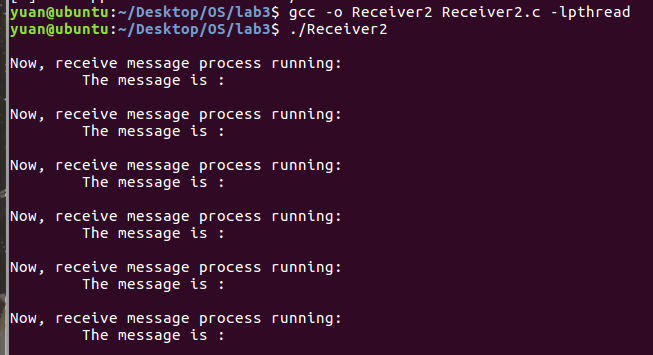 yuan@ubuntu:~/Desktop/OS/lab3$ gcc -o Receiver2 Receiver2.c -lpthread
yuan@ubuntu:~/Desktop/OS/lab3$ ./Receiver2
Now, receive message process running:
The message is :
Now, receive message process running:
The message is :
Now, receive message process running:
The message is :
Now, receive message process running:
The message is :
Now, receive message process running:
The message is :
Now, receive message process running:
The message is :